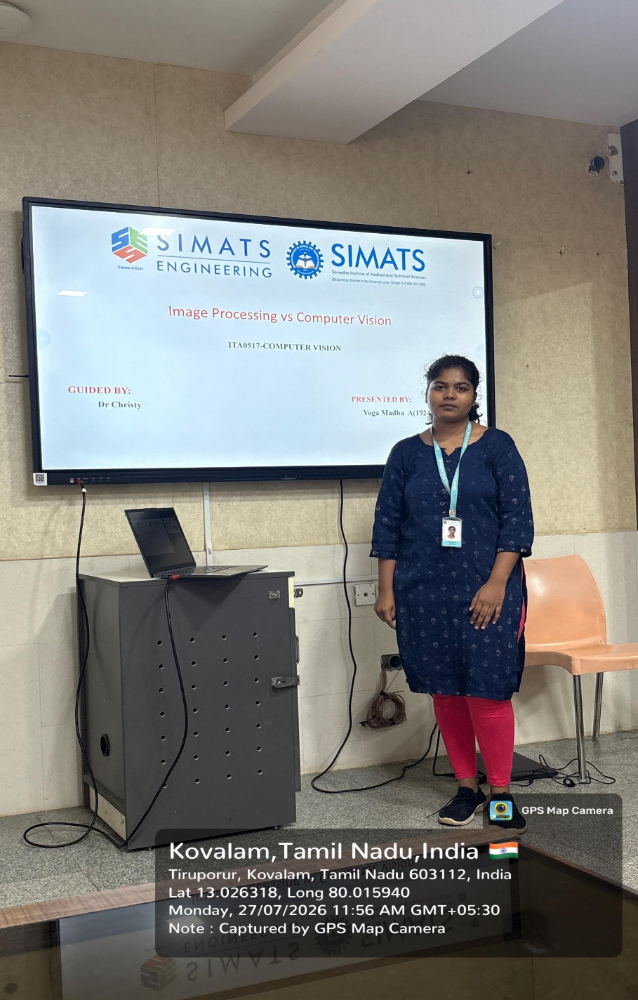 SIMATS
ENGINEERING
Engineer to Excel
SIMATS
Saveetha Institute of Medical And Technical Sciences
(Declared as Deemed to be University under Section 3 of UGC Act 1956)
Image Processing vs Computer Vision
ITA0517-COMPUTER VISION
GUIDED BY:
Dr Christy
PRESENTED BY:
Yoga Madha A(192
SIMATS
GPS Map Camera
Kovalam,Tamil Nadu,India
Tiruporur, Kovalam, Tamil Nadu 603112, India
Lat 13.026318, Long 80.015940
Monday, 27/07/2026 11:56 AM GMT+05:30
Note : Captured by GPS Map Camera